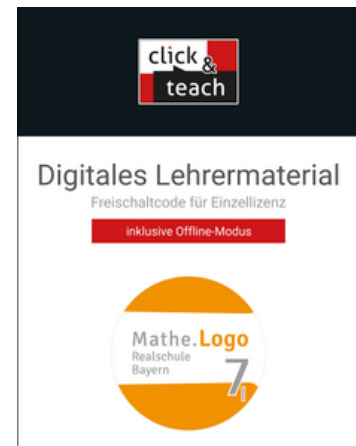 click &
teach
Digitales Lehrermaterial
Freischaltcode für Einzellizenz
inklusive Offline-Modus
Mathe.Logo
Realschule
Bayern
7
I